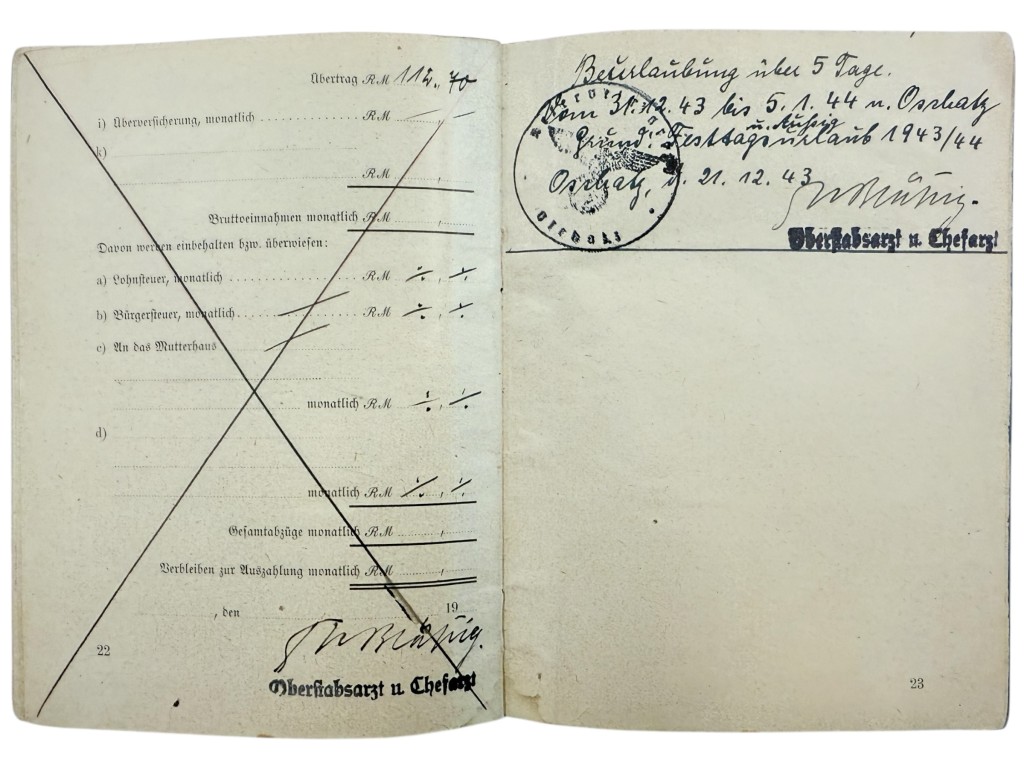 Übertrag RM 112.,70
i) Überversicherung, monatlich RM
k)
RM
Bruttoeinnahmen monatlich RM
Davon werden einbehalten bzw. überwiesen:
a) Lohnsteuer, monatlich RM
b) Bürgersteuer, monatlich RM
c) An das Mutterhaus
monatlich RM
d)
monatlich RM
Gesamtabzüge monatlich RM
Verbleiben zur Auszahlung monatlich RM
, den 19
22
Oberstabsarzt u. Chefarzt
Beurlaubung über 5 Tage.
Vom 31.12.43 bis 5.1.44 n. Oschatz
u. Aussig
Grund: Festtagsurlaub 1943/44
Oschatz, d. 21.12.43
Oberstabsarzt u. Chefarzt
23